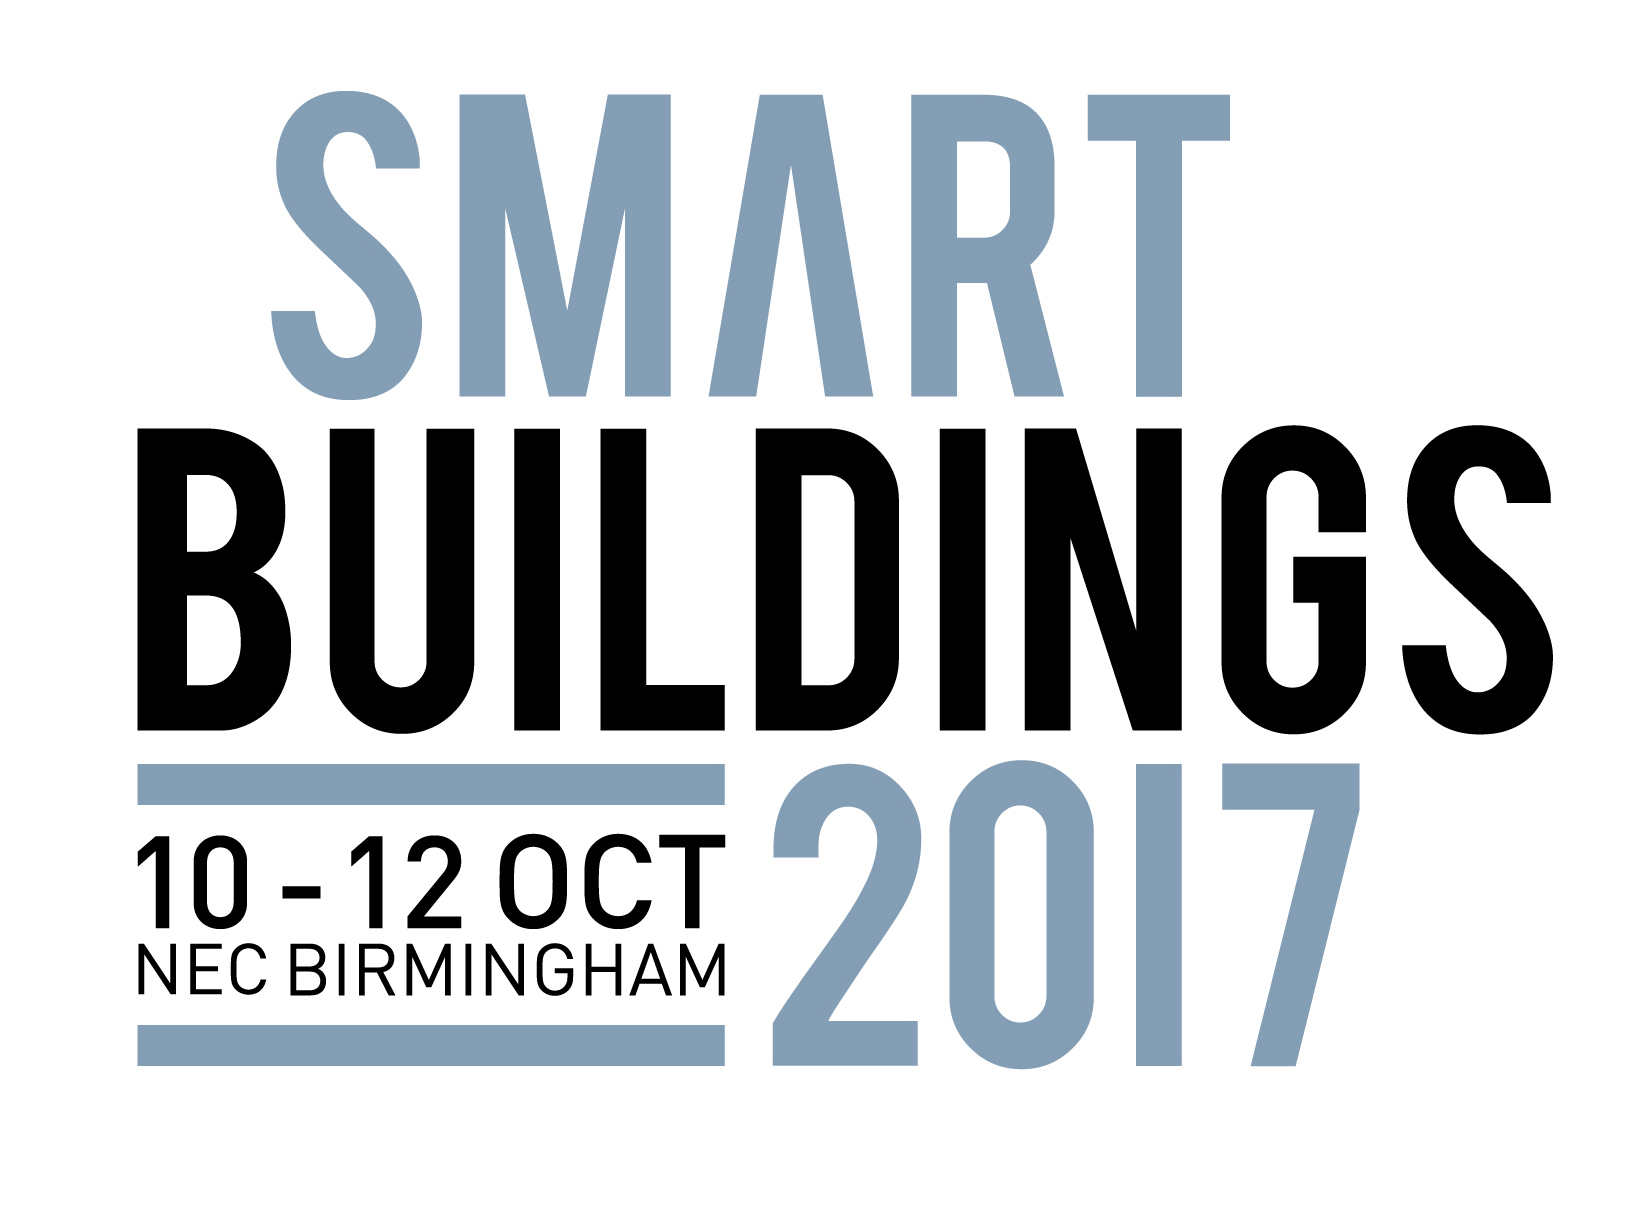 SMART
BUILDINGS
2017
10 - 12 OCT
NEC BIRMINGHAM